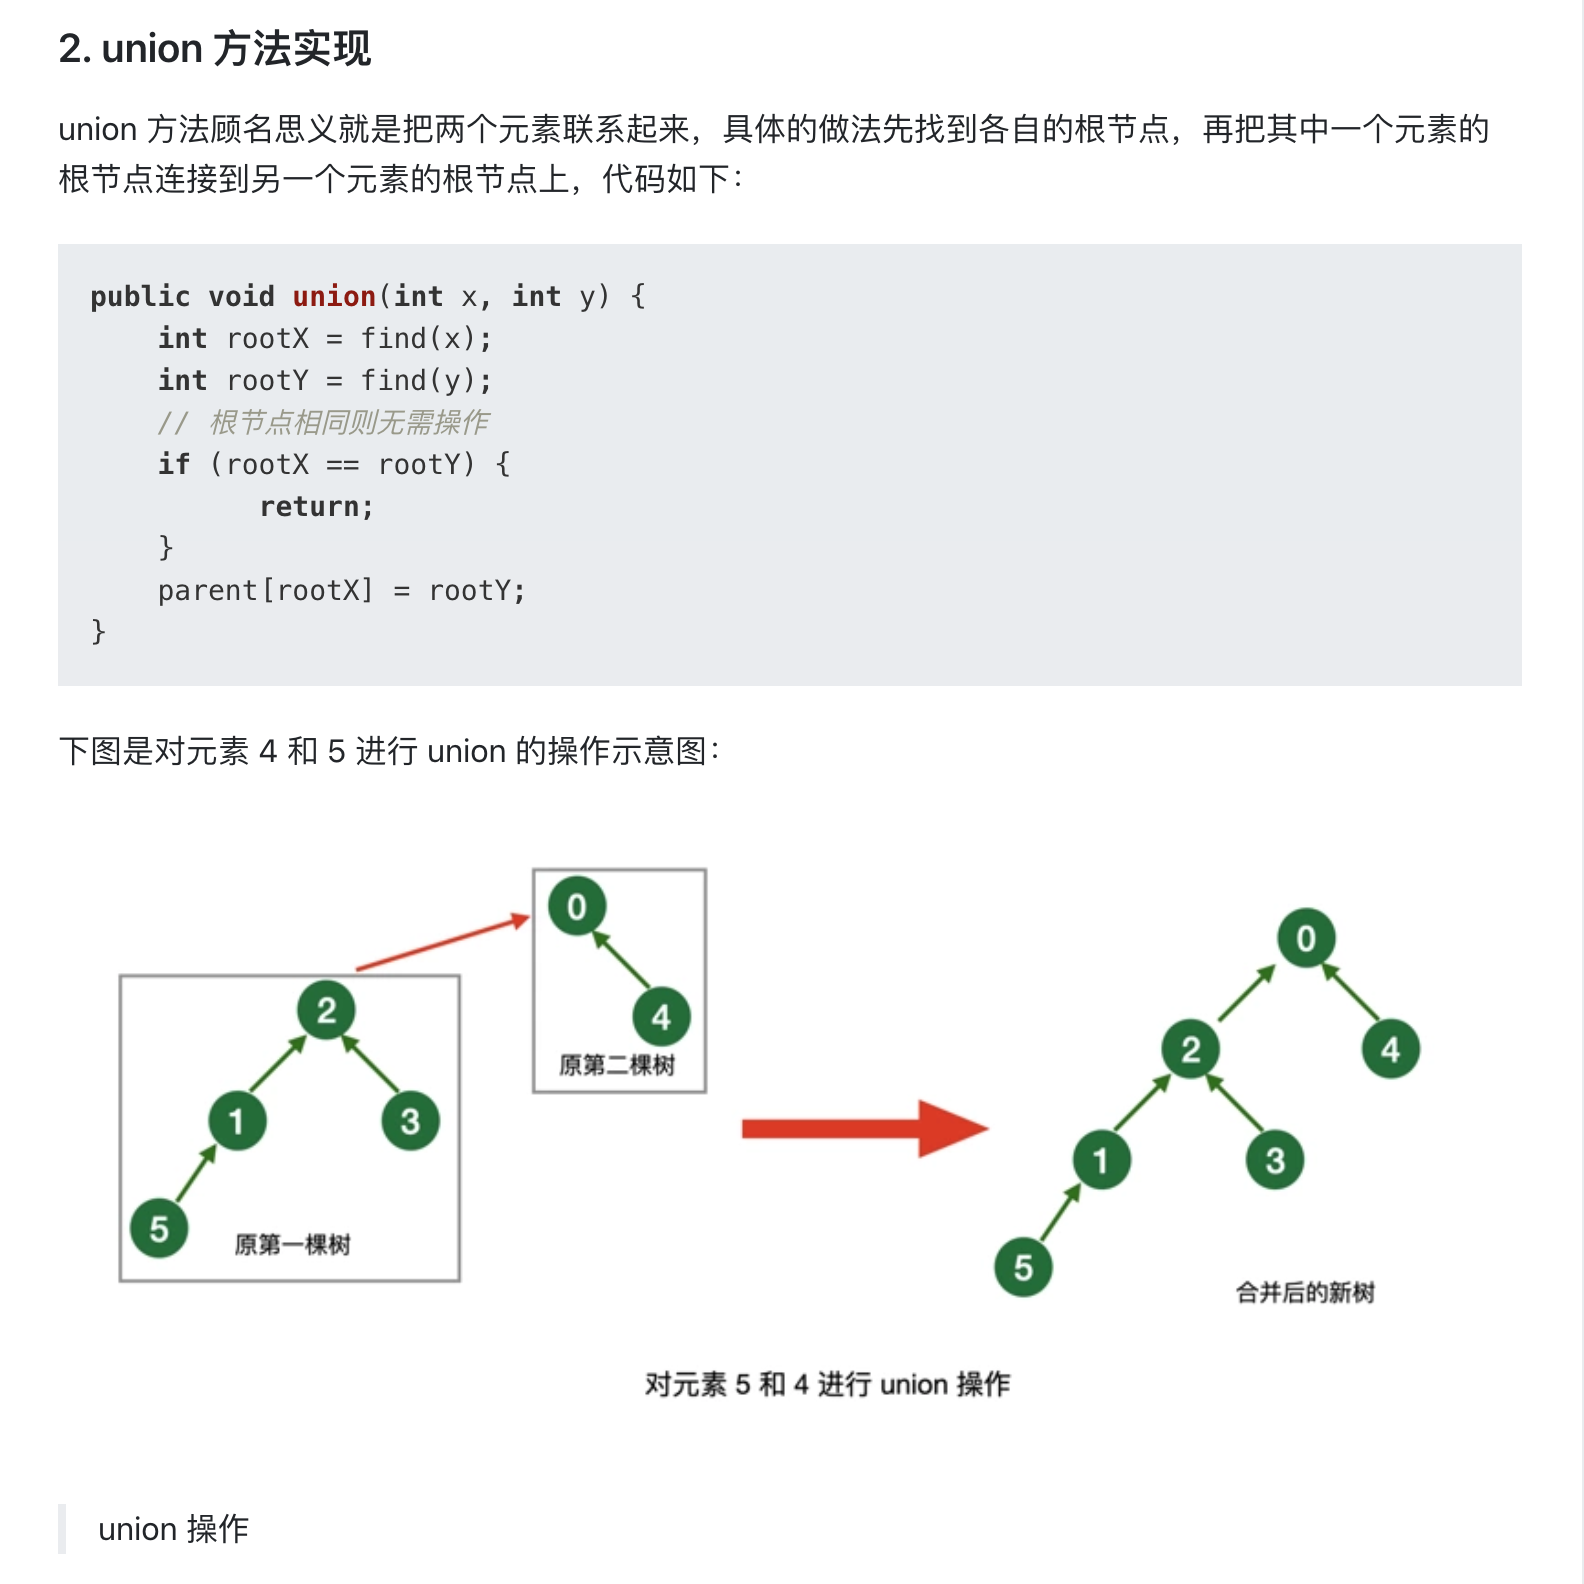 2. union 方法实现
union 方法顾名思义就是把两个元素联系起来，具体的做法先找到各自的根节点，再把其中一个元素的
根节点连接到另一个元素的根节点上，代码如下：
public void union(int x, int y) {
    int rootX = find(x);
    int rootY = find(y);
    // 根节点相同则无需操作
    if (rootX == rootY) {
          return;
    }
    parent[rootX] = rootY;
}
下图是对元素 4 和 5 进行 union 的操作示意图：
2
1
3
5
原第一棵树
0
4
原第二棵树
0
2
4
1
3
5
合并后的新树
对元素 5 和 4 进行 union 操作
union 操作